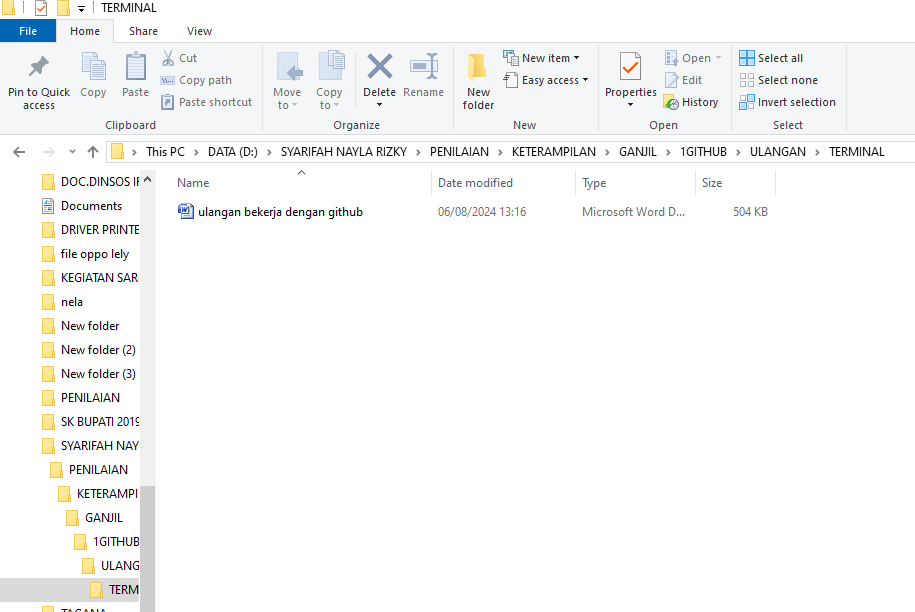 TERMINAL
File Home Share View
Pin to Quick access
Copy
Paste
Cut
Copy path
Paste shortcut
Clipboard
Move to
Copy to
Delete
Rename
Organize
New folder
New item
Easy access
New
Properties
Open
Edit
History
Open
Select all
Select none
Invert selection
Select
This PC > DATA (D:) > SYARIFAH NAYLA RIZKY > PENILAIAN > KETERAMPILAN > GANJIL > 1GITHUB > ULANGAN > TERMINAL
Name Date modified Type Size
ulangan bekerja dengan github 06/08/2024 13:16 Microsoft Word D... 504 KB
DOC.DINSOS IF
Documents
DRIVER PRINTE
file oppo lely
KEGIATAN SAR
nela
New folder
New folder (2)
New folder (3)
PENILAIAN
SK BUPATI 2019
SYARIFAH NAY
PENILAIAN
KETERAMPI
GANJIL
1GITHUB
ULANG
TERM
TAGANA